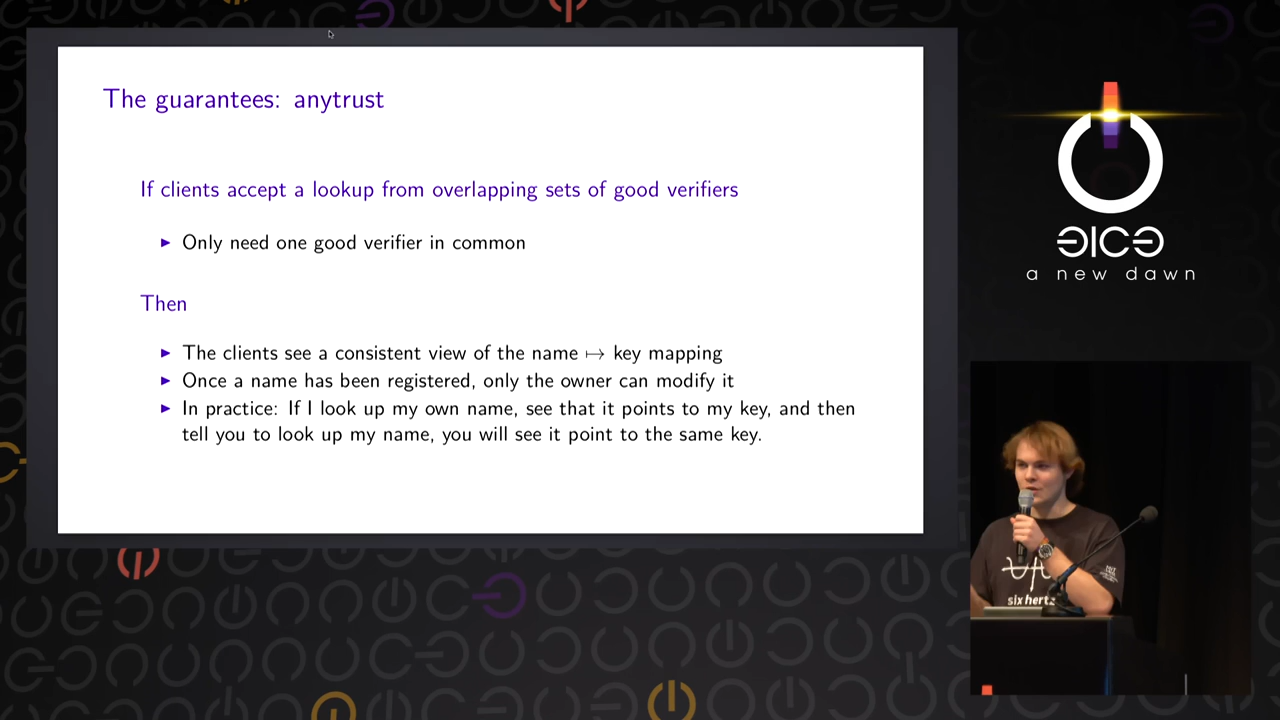 The guarantees: anytrust
If clients accept a lookup from overlapping sets of good verifiers
▶ Only need one good verifier in common
Then
▶ The clients see a consistent view of the name ↦ key mapping
▶ Once a name has been registered, only the owner can modify it
▶ In practice: If I look up my own name, see that it points to my key, and then
tell you to look up my name, you will see it point to the same key.
a new dawn
six hertz